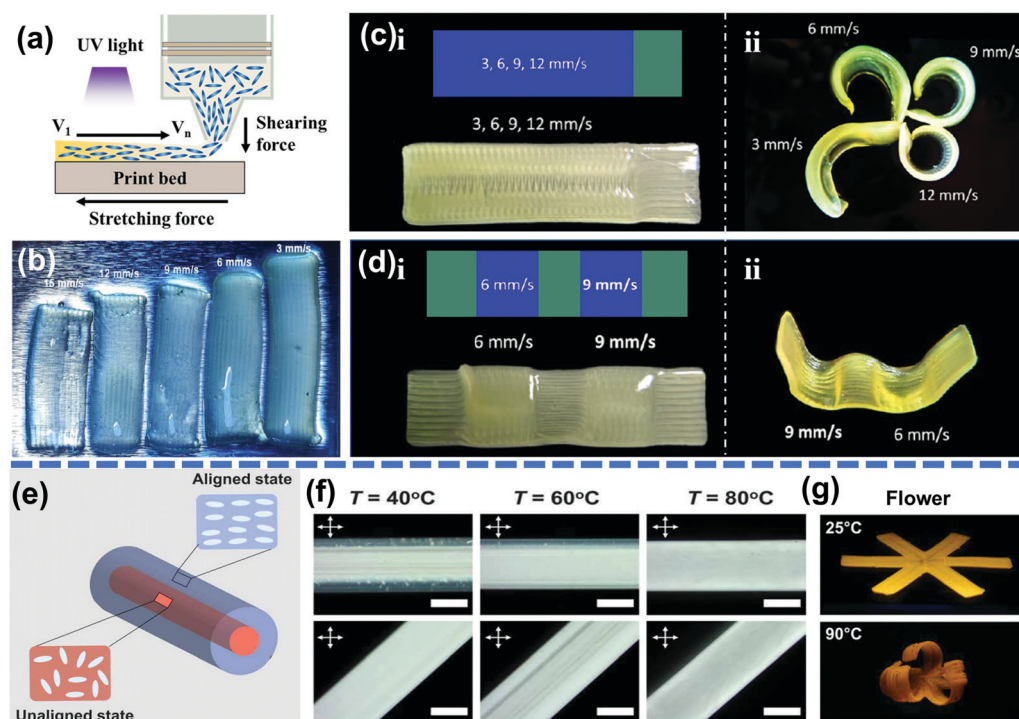 (a)
UV light
V1
Vn
Shearing
force
Print bed
Stretching force
(b)
15 mm/s
12 mm/s
9 mm/s
6 mm/s
3 mm/s
(c)i
3, 6, 9, 12 mm/s
3, 6, 9, 12 mm/s
ii
6 mm/s
9 mm/s
3 mm/s
12 mm/s
(d)i
6 mm/s
9 mm/s
6 mm/s
9 mm/s
ii
9 mm/s
6 mm/s
(e)
Aligned state
Unaligned state
(f)
T = 40°C
T = 60°C
T = 80°C
(g)
Flower
25°C
90°C